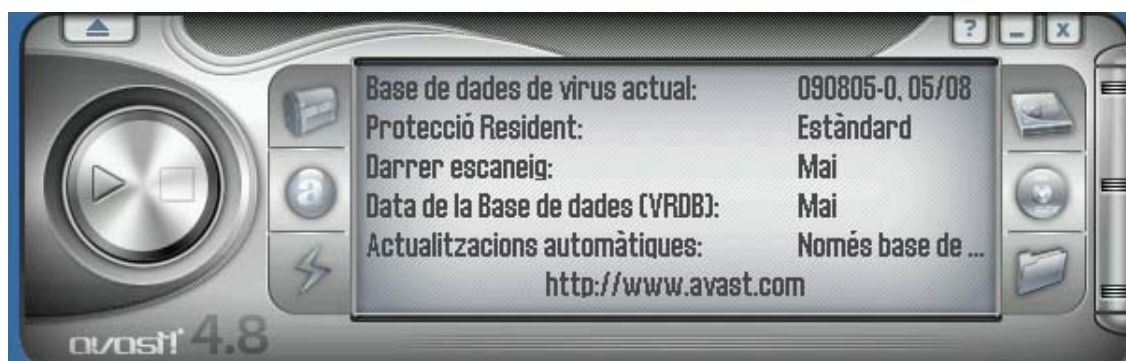 ? _ x
Base de dades de virus actual: 090805-0, 05/08
Protecció Resident: Estàndard
Darrer escaneig: Mai
Data de la Base de dades (VRDB): Mai
Actualitzacions automàtiques: Només base de ...
http://www.avast.com
a
avast! 4.8